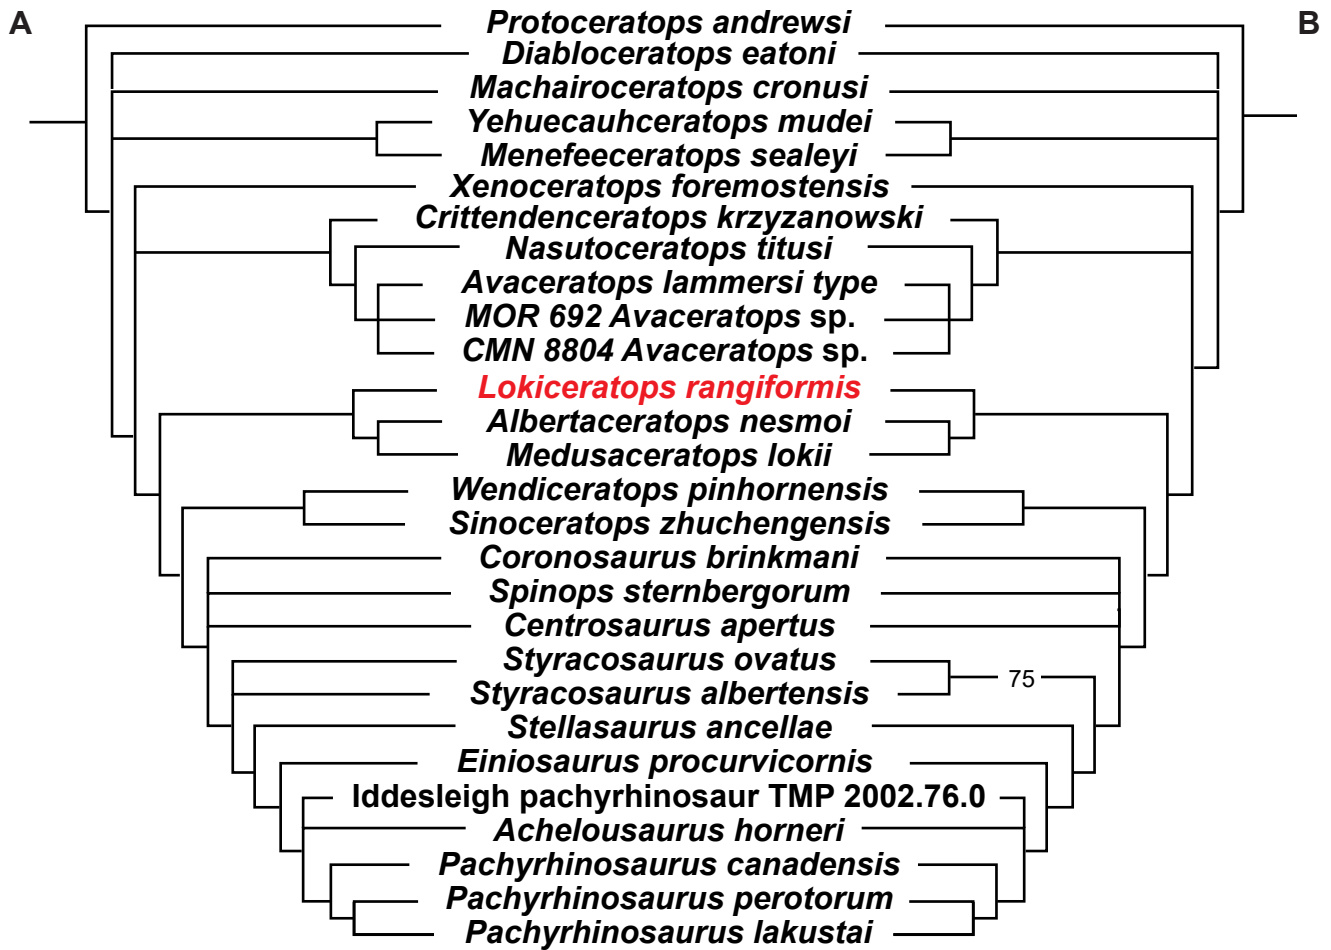 A
Protoceratops andrewsi
B
Diabloceratops eatoni
Machairoceratops cronusi
Yehuecauhceratops mudei
Menefeeceratops sealeyi
Xenoceratops foremostensis
Crittendenceratops krzyzanowski
Nasutoceratops titusi
Avaceratops lammersi type
MOR 692 Avaceratops sp.
CMN 8804 Avaceratops sp.
Lokiceratops rangiformis
Albertaceratops nesmoi
Medusaceratops lokii
Wendiceratops pinhornensis
Sinoceratops zhuchengensis
Coronosaurus brinkmani
Spinops sternbergorum
Centrosaurus apertus
Styracosaurus ovatus
75
Styracosaurus albertensis
Stellasaurus ancellae
Einiosaurus procurvicornis
Iddesleigh pachyrhinosaur TMP 2002.76.0
Achelousaurus horneri
Pachyrhinosaurus canadensis
Pachyrhinosaurus perotorum
Pachyrhinosaurus lakustai